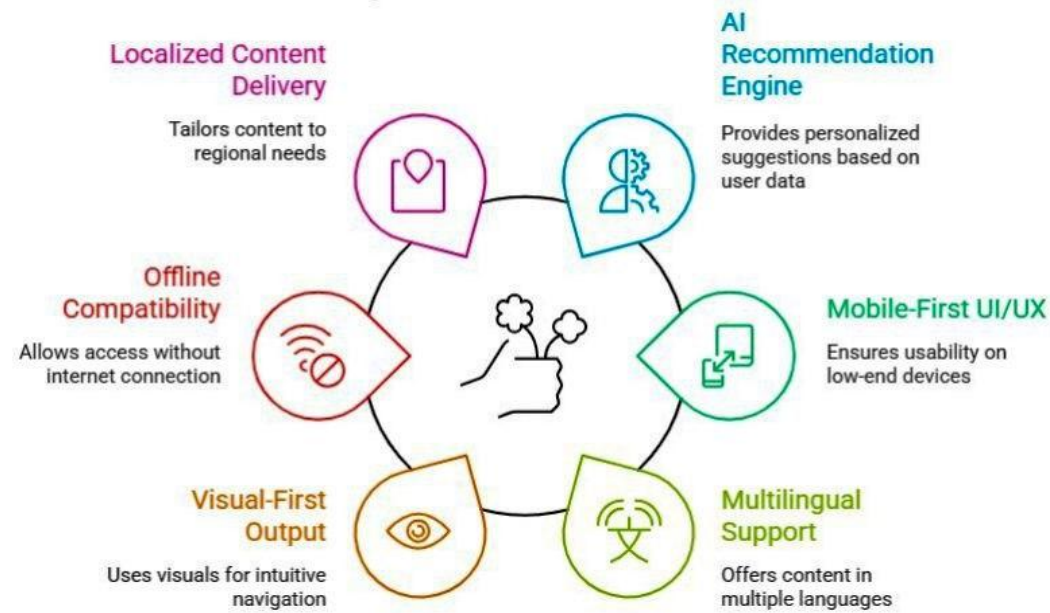 Localized Content
Delivery
Tailors content to
regional needs
AI
Recommendation
Engine
Provides personalized
suggestions based on
user data
Offline
Compatibility
Allows access without
internet connection
Mobile-First UI/UX
Ensures usability on
low-end devices
Visual-First
Output
Uses visuals for intuitive
navigation
Multilingual
Support
Offers content in
multiple languages